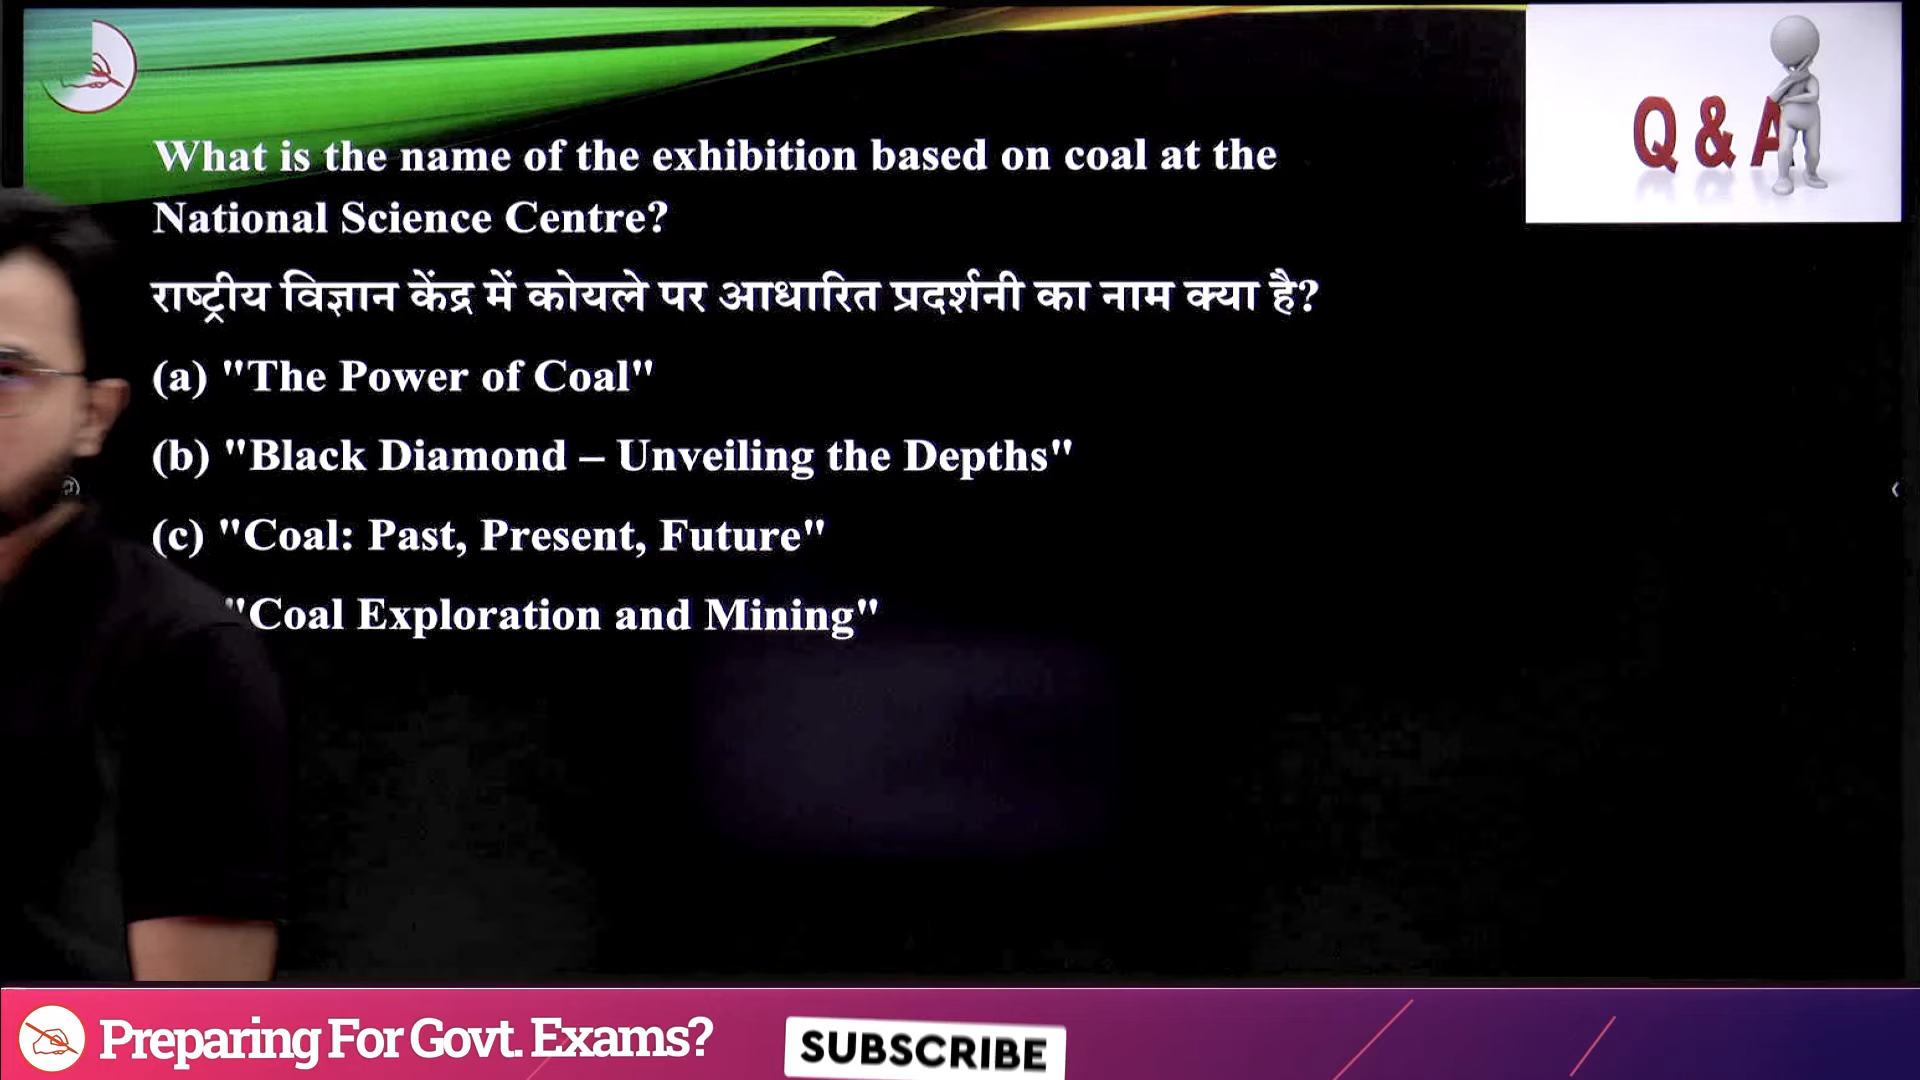 Q & A
What is the name of the exhibition based on coal at the
National Science Centre?
राष्ट्रीय विज्ञान केंद्र में कोयले पर आधारित प्रदर्शनी का नाम क्या है?
(a) "The Power of Coal"
(b) "Black Diamond – Unveiling the Depths"
(c) "Coal: Past, Present, Future"
"Coal Exploration and Mining"
Preparing For Govt. Exams?
SUBSCRIBE